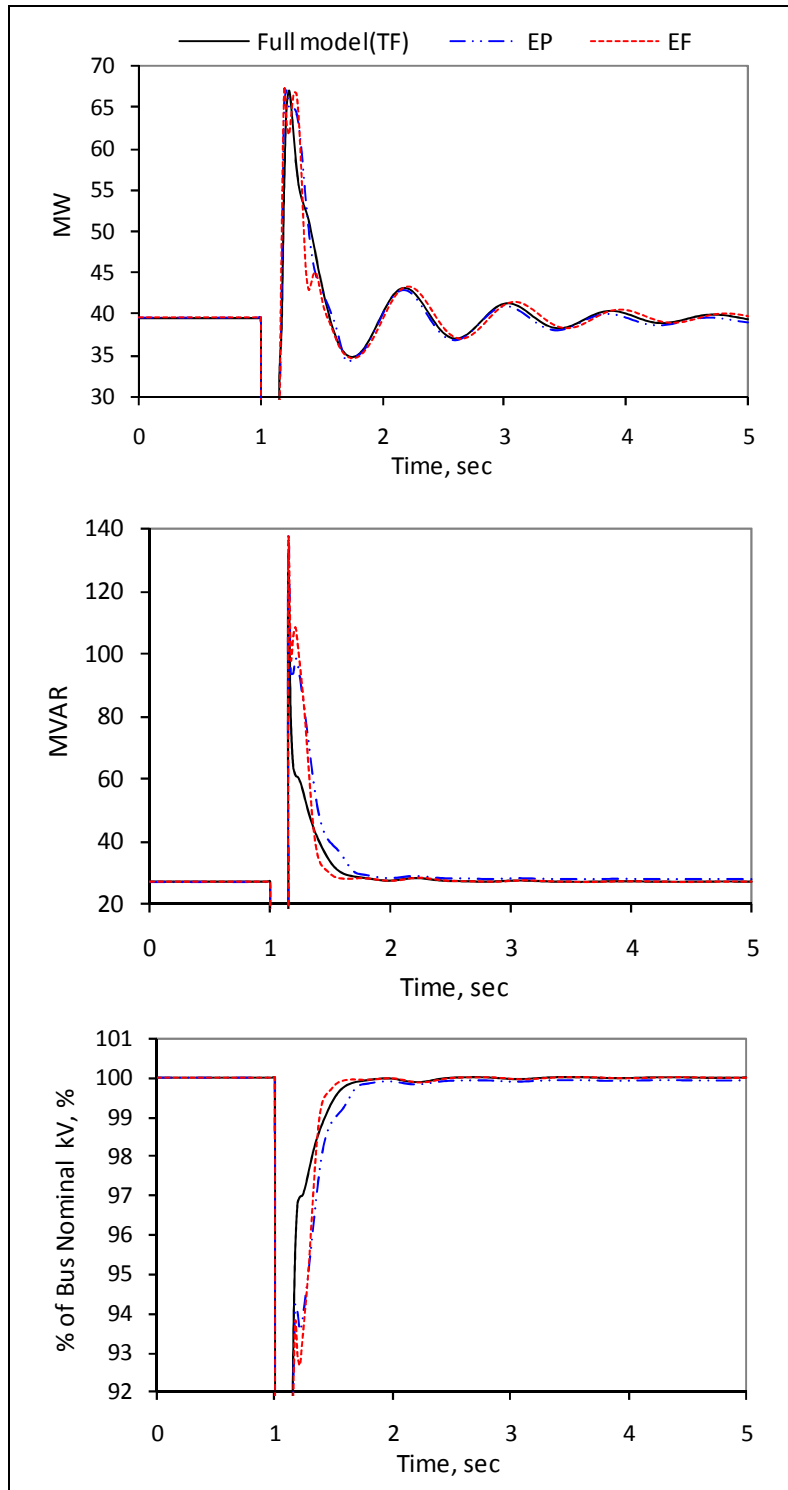 Full model(TF) EP EF
70
65
60
55
50
45
40
35
30
MW
0 1 2 3 4 5
Time, sec
140
120
100
80
60
40
20
MVAR
0 1 2 3 4 5
Time, sec
101
100
99
98
97
96
95
94
93
92
% of Bus Nominal kV, %
0 1 2 3 4 5
Time, sec